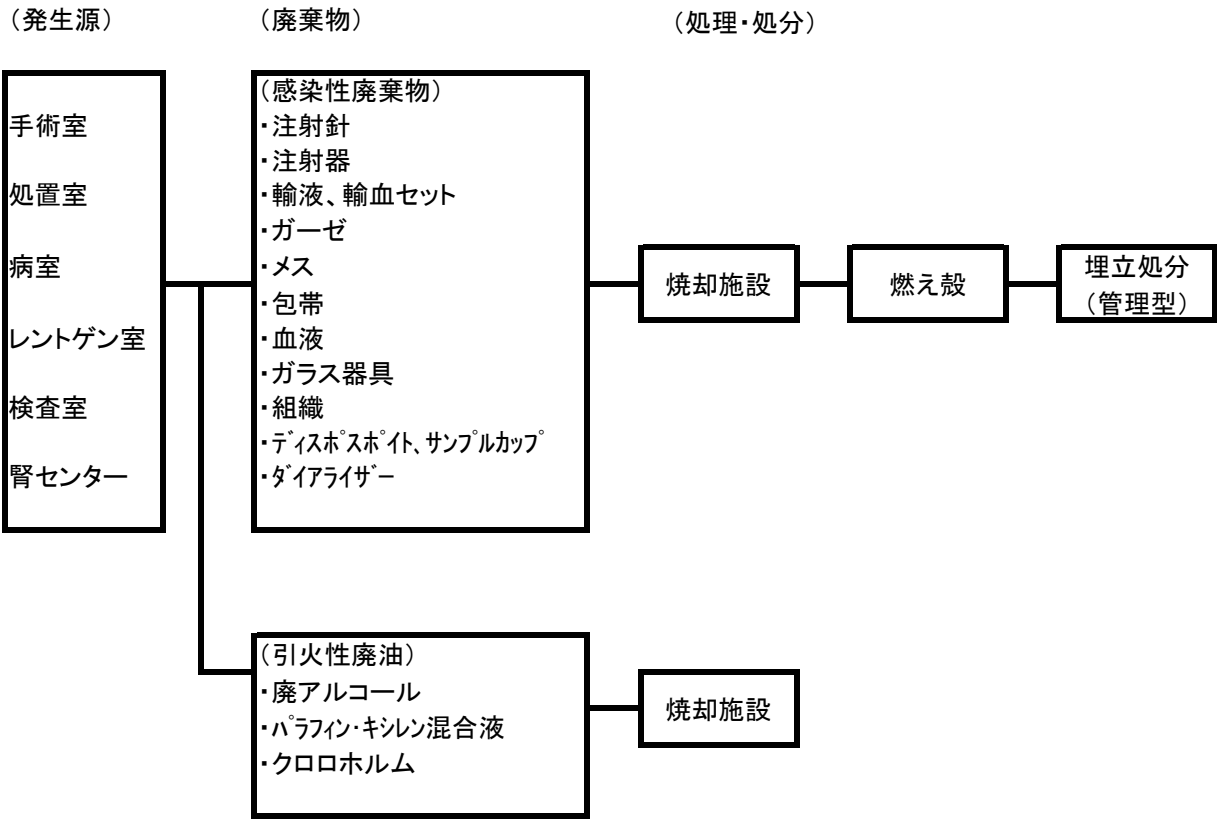 （発生源）
（廃棄物）
（処理・処分）
手術室
処置室
病室
レントゲン室
検査室
腎センター
（感染性廃棄物）
・注射針
・注射器
・輸液、輸血セット
・ガーゼ
・メス
・包帯
・血液
・ガラス器具
・組織
・ﾃﾞｨｽﾎﾟｽﾎﾟｲﾄ、ｻﾝﾌﾟﾙｶｯﾌﾟ
・ﾀﾞｲｱﾗｲｻﾞｰ
焼却施設
燃え殻
埋立処分
（管理型）
（引火性廃油）
・廃アルコール
・ﾊﾟﾗﾌｨﾝ･ｷｼﾚﾝ混合液
・クロロホルム
焼却施設